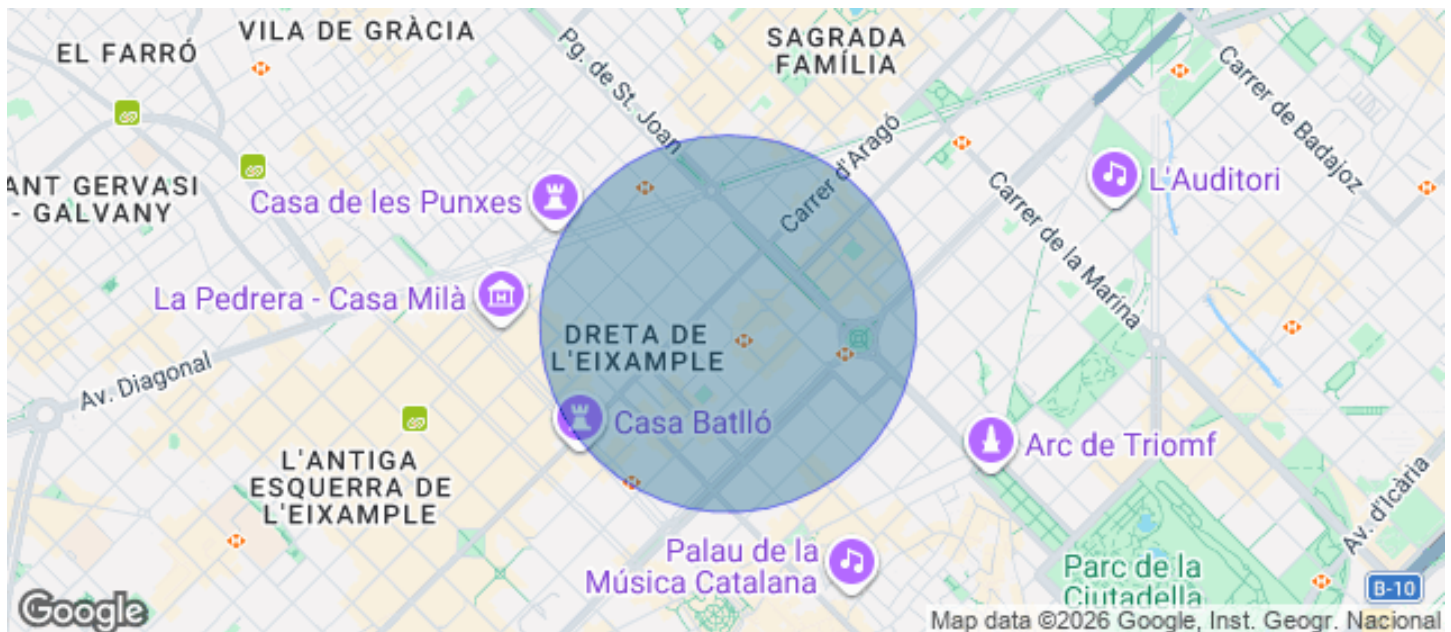 VILA DE GRÀCIA
EL FARRÓ
SAGRADA
FAMÍLIA
Pg. de St. Joan
Carrer de Badajoz
Carrer d'Aragó
ANT GERVASI
- GALVANY
Casa de les Punxes
L'Auditori
Carrer de la Marina
La Pedrera - Casa Milà
DRETA DE
L'EIXAMPLE
Av. Diagonal
Casa Batlló
Arc de Triomf
L'ANTIGA
ESQUERRA DE
L'EIXAMPLE
Av. d'Icària
Palau de la
Música Catalana
Parc de la
Ciutadella
B-10
Google
Map data ©2026 Google, Inst. Geogr. Nacional